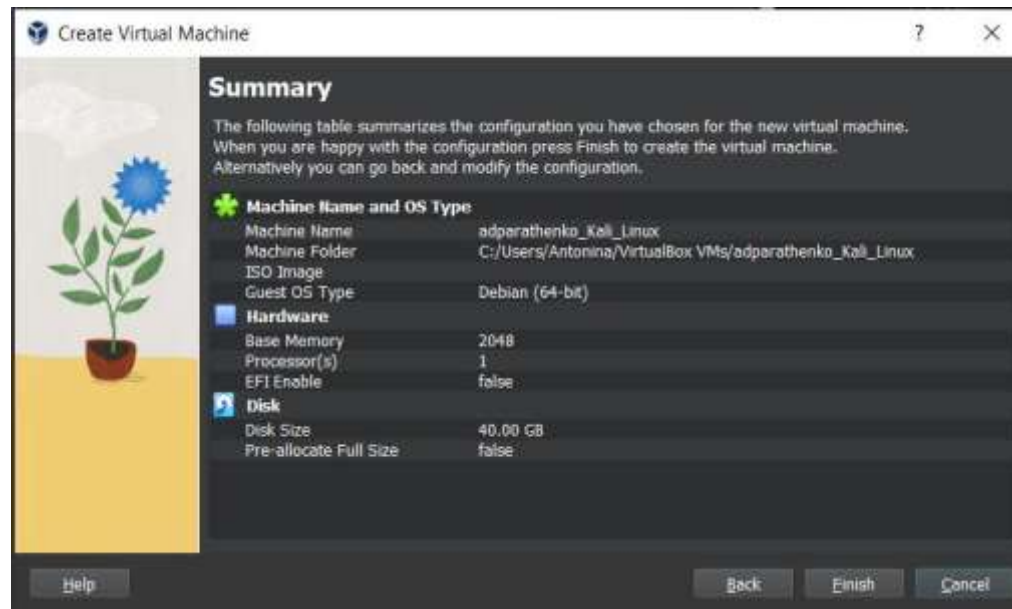 Create Virtual Machine
Summary
The following table summarizes the configuration you have chosen for the new virtual machine.
When you are happy with the configuration press Finish to create the virtual machine.
Alternatively you can go back and modify the configuration.
Machine Name and OS Type
Machine Name adparathenko_Kali_Linux
Machine Folder C:/Users/Antonina/VirtualBox VMs/adparathenko_Kali_Linux
ISO Image
Guest OS Type Debian (64-bit)
Hardware
Base Memory 2048
Processor(s) 1
EFI Enable false
Disk
Disk Size 40.00 GB
Pre-allocate Full Size false
Help Back Finish Cancel